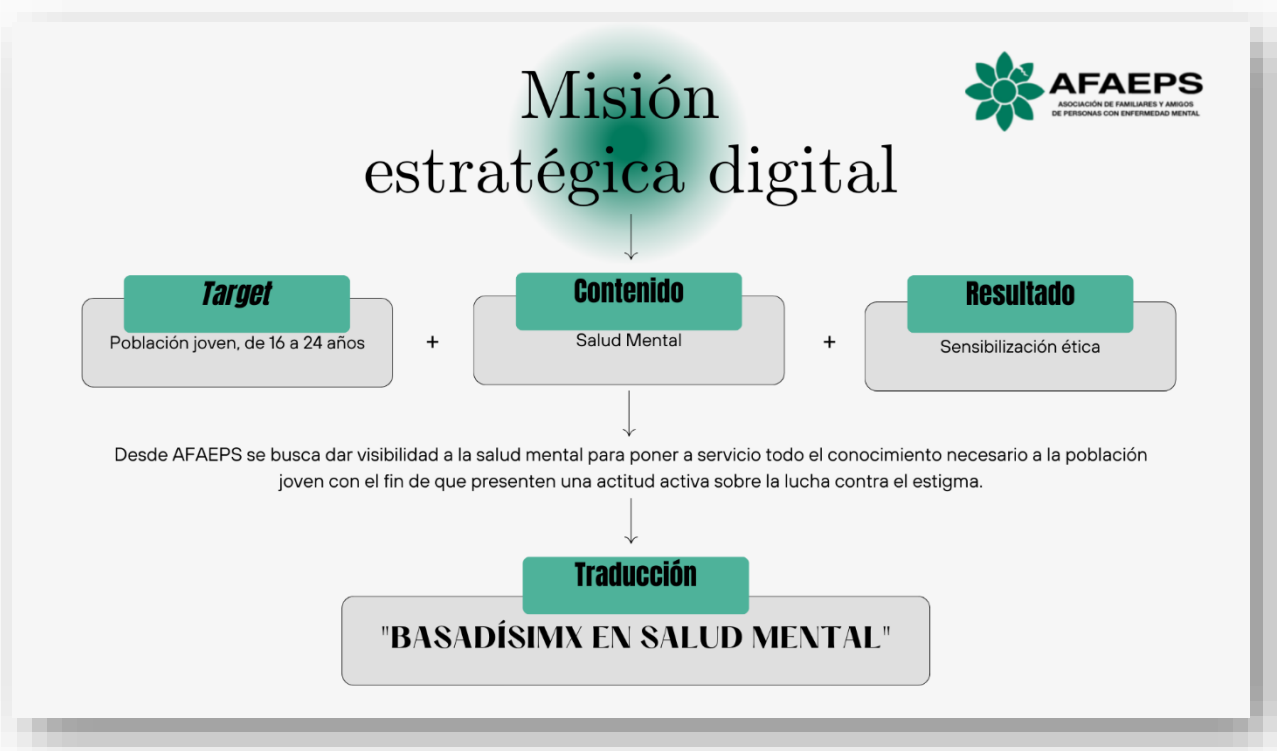 Misión
estratégica digital
AFAEPS
ASOCIACIÓN DE FAMILIARES Y AMIGOS
DE PERSONAS CON ENFERMEDAD MENTAL
Target
Población joven, de 16 a 24 años
+
Contenido
Salud Mental
+
Resultado
Sensibilización ética
Desde AFAEPS se busca dar visibilidad a la salud mental para poner a servicio todo el conocimiento necesario a la población
joven con el fin de que presenten una actitud activa sobre la lucha contra el estigma.
Traducción
"BASADÍSIMX EN SALUD MENTAL"